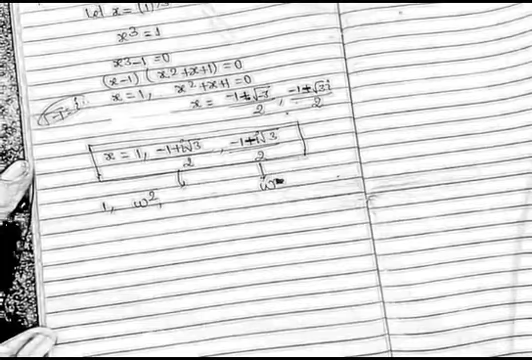 Let x = (1)
x³ = 1
x³-1 = 0
(x-1) (x²+x+1) = 0
x = 1, x²+x+1 = 0
√-1 = i
x = -1±√-3 / 2, -1±√3i / 2
x = 1, -1+i√3 / 2, -1-i√3 / 2
1, ω², ω